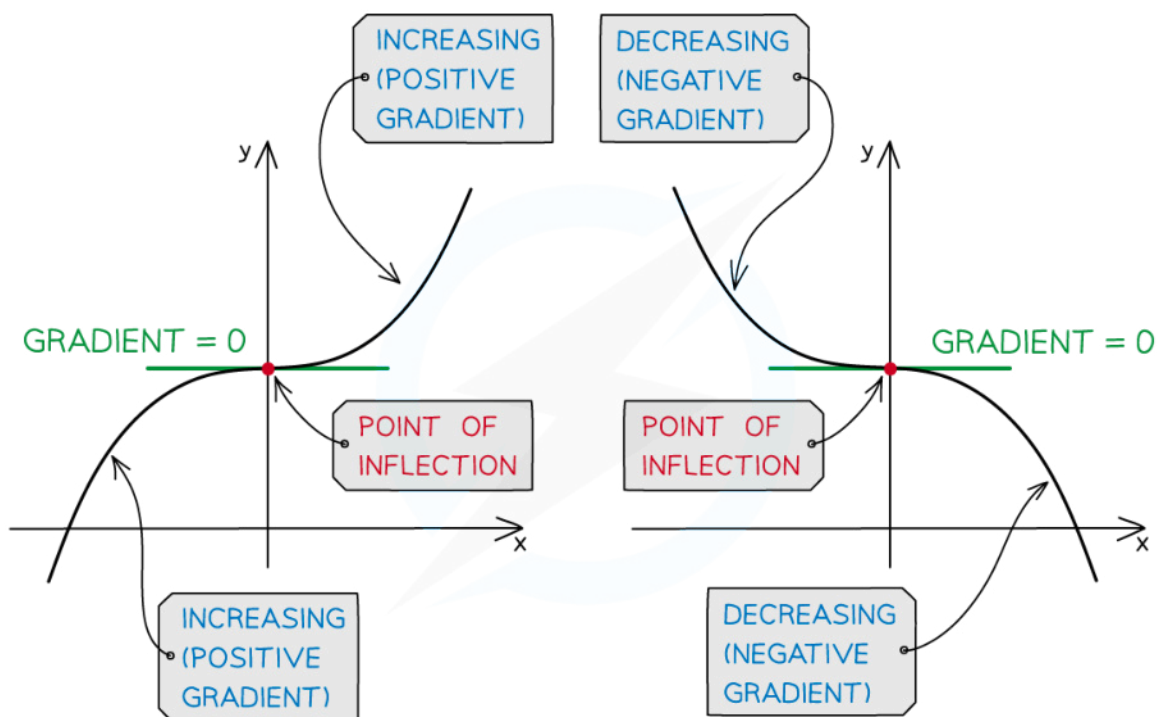 INCREASING
(POSITIVE
GRADIENT)
DECREASING
(NEGATIVE
GRADIENT)
y
y
GRADIENT = 0
GRADIENT = 0
POINT OF
INFLECTION
POINT OF
INFLECTION
x
x
INCREASING
(POSITIVE
GRADIENT)
DECREASING
(NEGATIVE
GRADIENT)